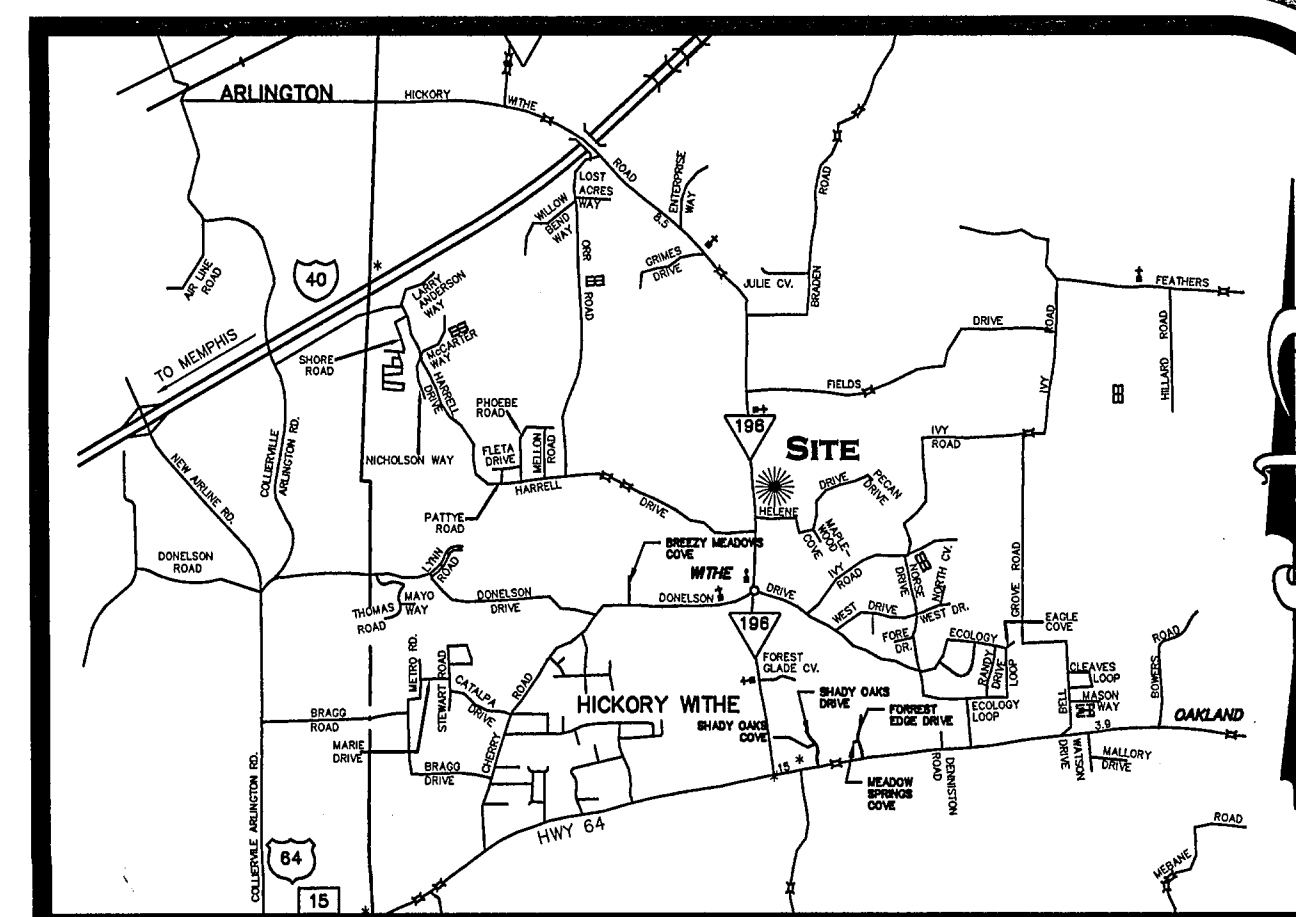 ARLINGTON
HICKORY
WITHE
ROAD
LOST
ACRES
WAY
WILLOW
BEND
WAY
ENTERPRISE
WAY
8.5
GRIMES
DRIVE
ORR
ROAD
ROAD
BRADEN
JULIE CV.
AIR LINE
ROAD
40
LARRY
ANDERSON
WAY
McCARTER
WAY
TO MEMPHIS
SHORE
ROAD
HARRELL
DRIVE
FEATHERS
DRIVE
ROAD
IVY
HILLARD ROAD
FIELDS
PHOEBE
ROAD
FLETA
DRIVE
MELLON
ROAD
196
SITE
IVY
ROAD
NEW AIRLINE RD.
COLLIERVILLE
ARLINGTON RD.
NICHOLSON WAY
HARRELL
DRIVE
PATTYE
ROAD
DRIVE
PECAN
DRIVE
HELENE
MAPLE-
WOOD
COVE
BREEZY MEADOWS
COVE
WITHE
DONELSON
ROAD
LYNN
ROAD
THOMAS
ROAD
MAYO
WAY
DONELSON
DRIVE
DONELSON
DRIVE
IVY
ROAD
NORSE
DRIVE
NORTH CV.
GROVE ROAD
WEST DRIVE
WEST DR.
196
FORE
DR.
ECOLOGY
RANDY
DRIVE
LOOP
EAGLE
COVE
METRO RD.
STEWART ROAD
CATALPA
DRIVE
ROAD
CHERRY
FOREST
GLADE CV.
CLEAVES
LOOP
MASON
WAY
BELL
BOWERS
ROAD
HICKORY WITHE
SHADY OAKS
DRIVE
SHADY OAKS
COVE
FORREST
EDGE DRIVE
ECOLOGY
LOOP
3.9
OAKLAND
BRAGG
ROAD
MARIE
DRIVE
BRAGG
DRIVE
15
MEADOW
SPRINGS
COVE
DENNISTON
ROAD
WATSON
DRIVE
MALLORY
DRIVE
HWY 64
COLLIERVILE ARLINGTON RD.
64
15
ROAD
MEBANE